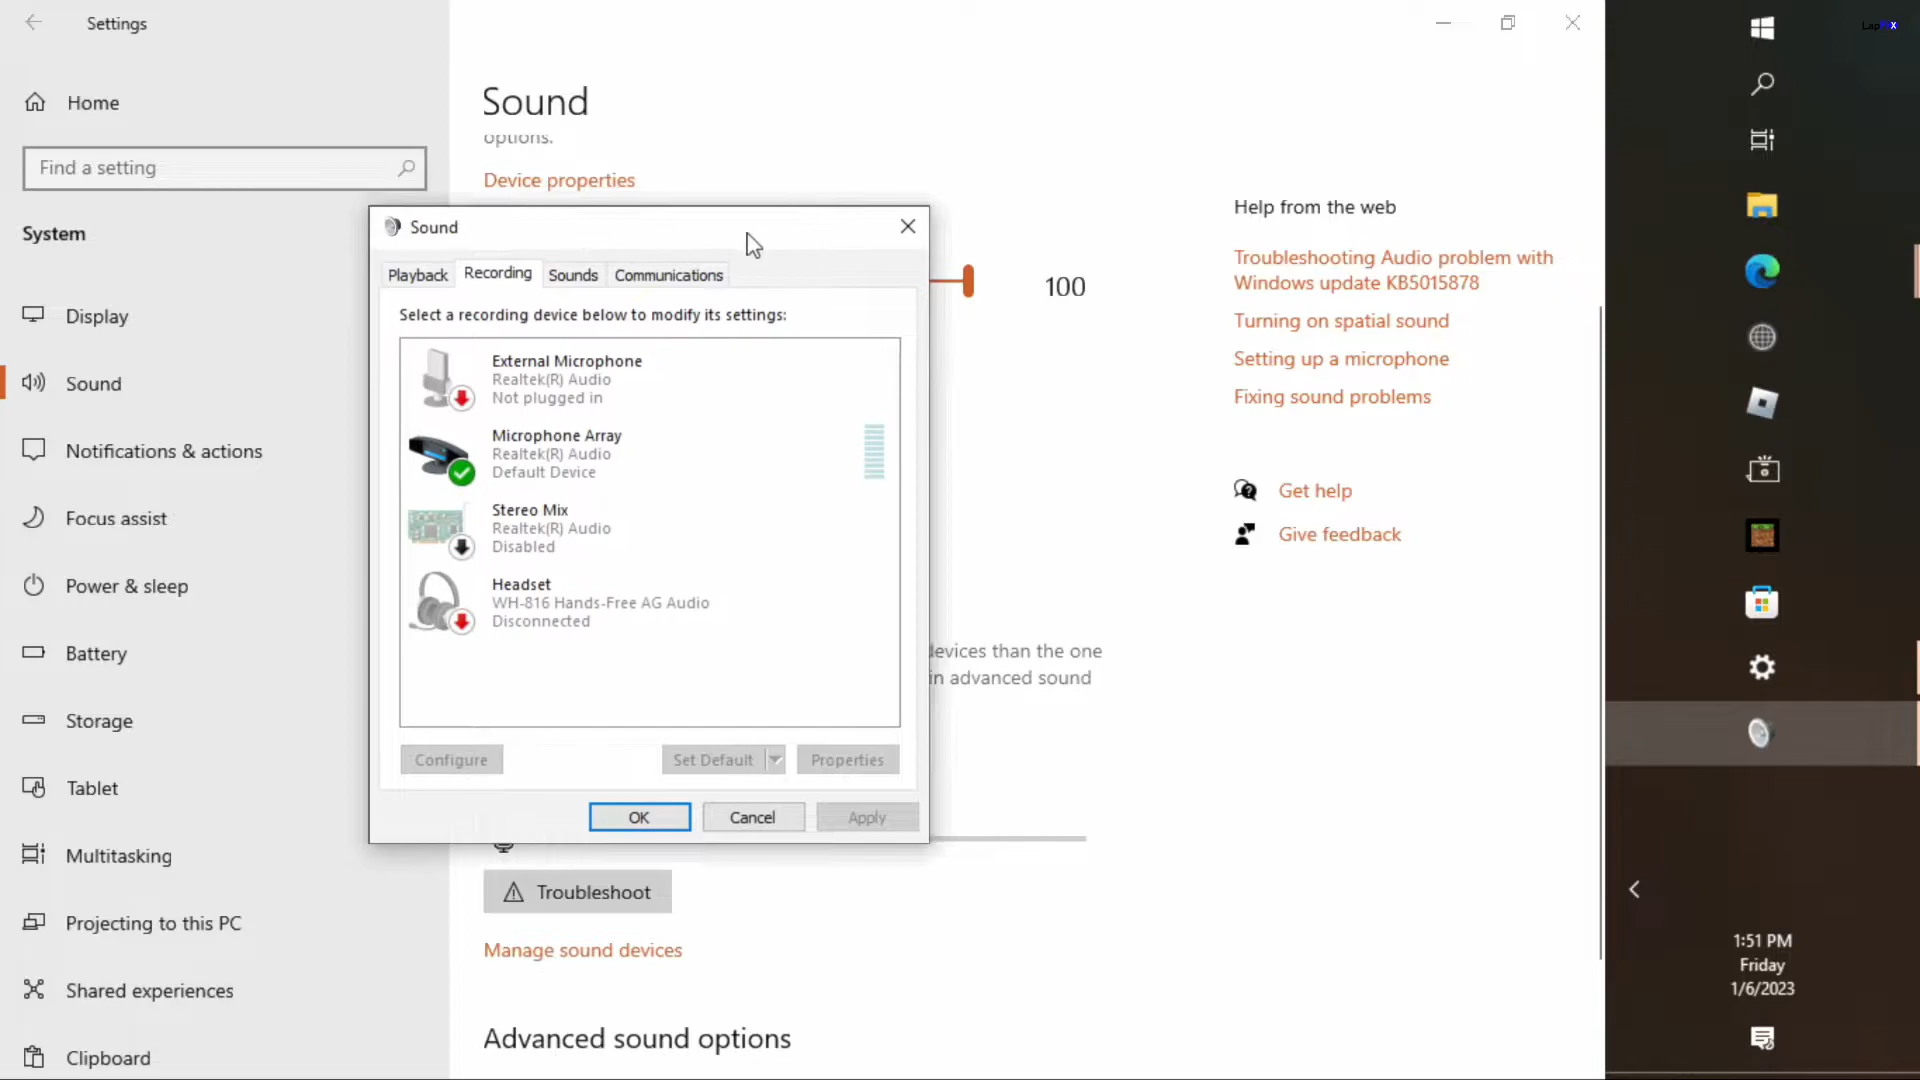 Settings
Home
Find a setting
System
Display
Sound
Notifications & actions
Focus assist
Power & sleep
Battery
Storage
Tablet
Multitasking
Projecting to this PC
Shared experiences
Clipboard
Sound
options.
Device properties
100
devices than the one
in advanced sound
Troubleshoot
Manage sound devices
Advanced sound options
Sound
Playback
Recording
Sounds
Communications
Select a recording device below to modify its settings:
External Microphone
Realtek(R) Audio
Not plugged in
Microphone Array
Realtek(R) Audio
Default Device
Stereo Mix
Realtek(R) Audio
Disabled
Headset
WH-816 Hands-Free AG Audio
Disconnected
Configure
Set Default
Properties
OK
Cancel
Apply
Help from the web
Troubleshooting Audio problem with
Windows update KB5015878
Turning on spatial sound
Setting up a microphone
Fixing sound problems
Get help
Give feedback
1:51 PM
Friday
1/6/2023